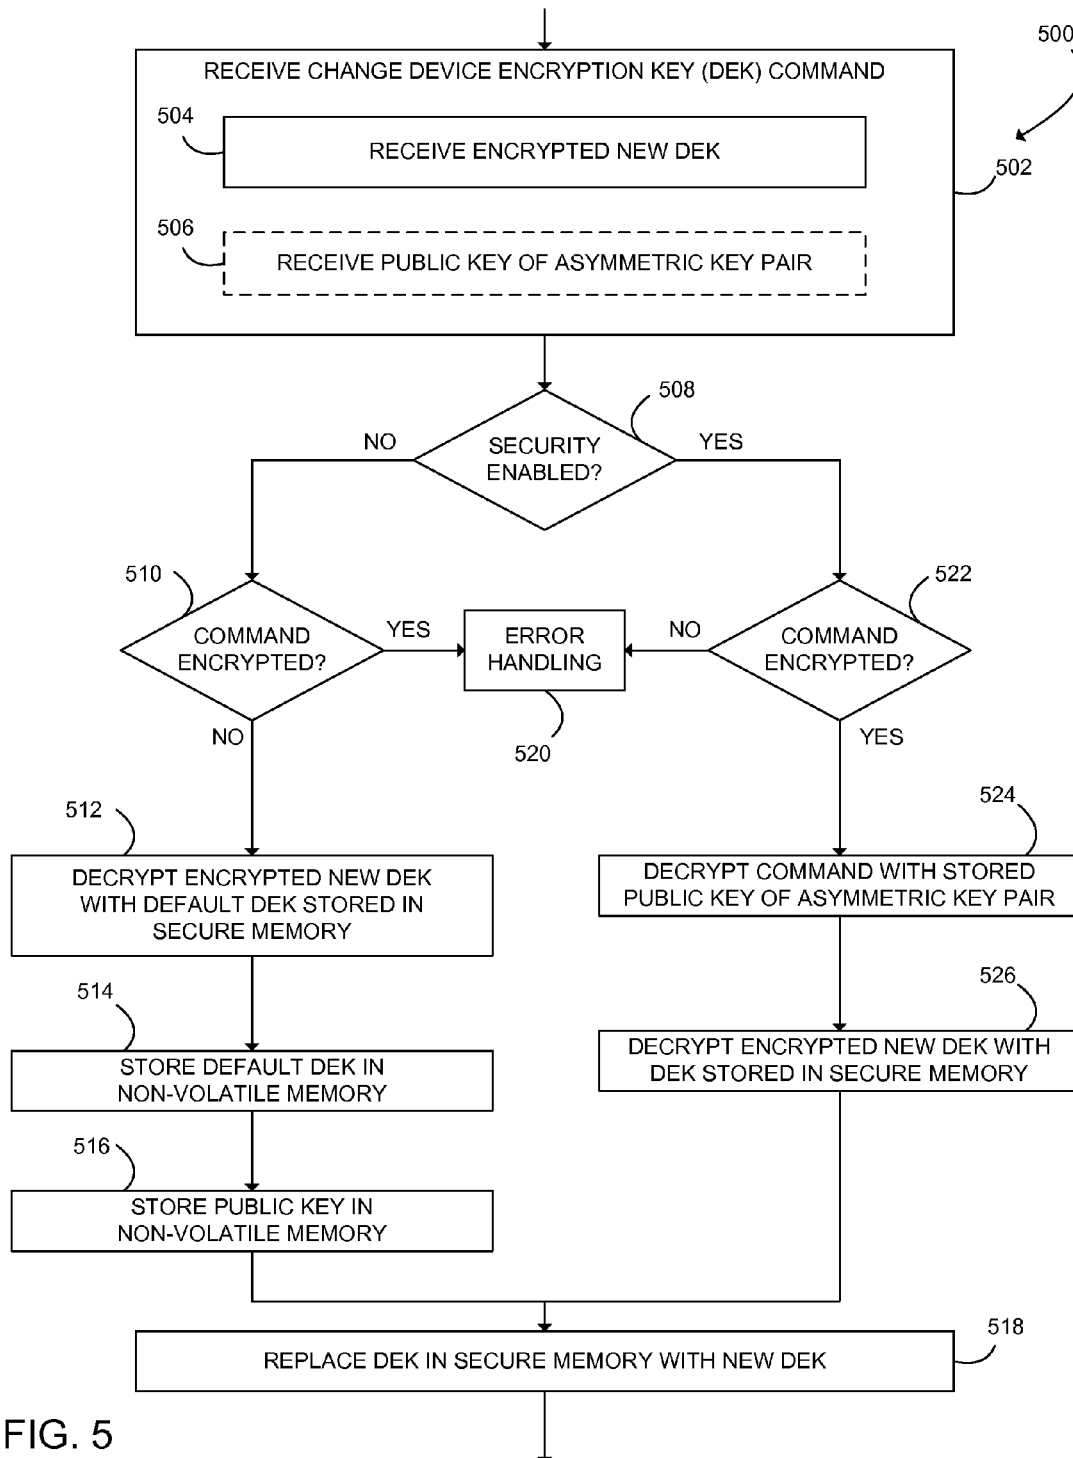 500
RECEIVE CHANGE DEVICE ENCRYPTION KEY (DEK) COMMAND
504
RECEIVE ENCRYPTED NEW DEK
502
506
RECEIVE PUBLIC KEY OF ASYMMETRIC KEY PAIR
508
NO
SECURITY
ENABLED?
YES
510
522
COMMAND
ENCRYPTED?
YES
ERROR
HANDLING
NO
COMMAND
ENCRYPTED?
NO
520
YES
512
524
DECRYPT ENCRYPTED NEW DEK
WITH DEFAULT DEK STORED IN
SECURE MEMORY
DECRYPT COMMAND WITH STORED
PUBLIC KEY OF ASYMMETRIC KEY PAIR
514
526
STORE DEFAULT DEK IN
NON-VOLATILE MEMORY
DECRYPT ENCRYPTED NEW DEK WITH
DEK STORED IN SECURE MEMORY
516
STORE PUBLIC KEY IN
NON-VOLATILE MEMORY
518
REPLACE DEK IN SECURE MEMORY WITH NEW DEK
FIG. 5